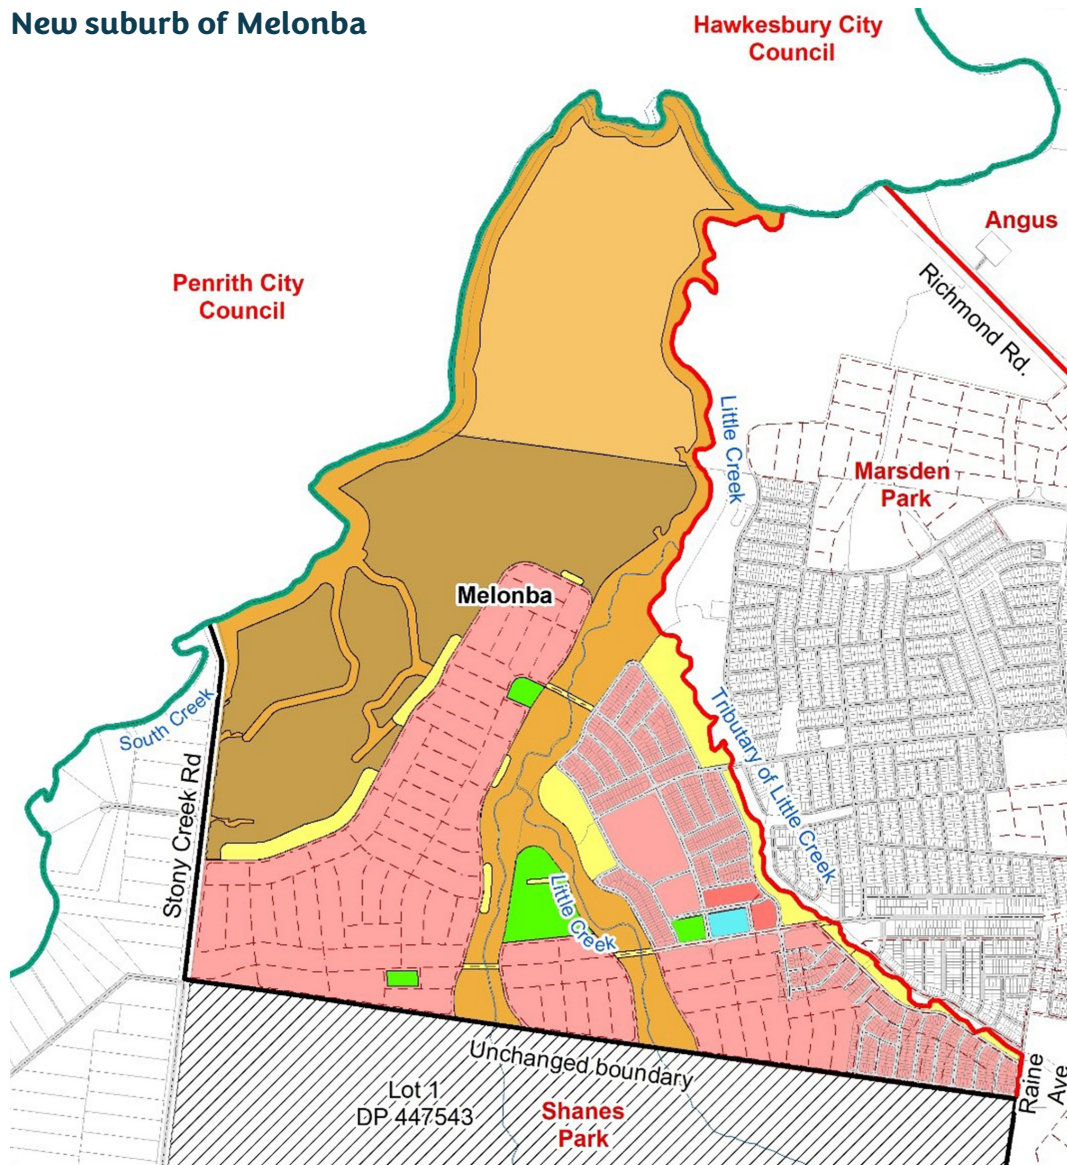 New suburb of Melonba
Hawkesbury City
Council
Angus
Penrith City
Council
Richmond Rd.
Little Creek
Marsden
Park
Melonba
South Creek
Tributary of Little Creek
Stony Creek Rd
Little Creek
Unchanged boundary
Lot 1
DP 447543
Shanes
Park
Raine
Ave